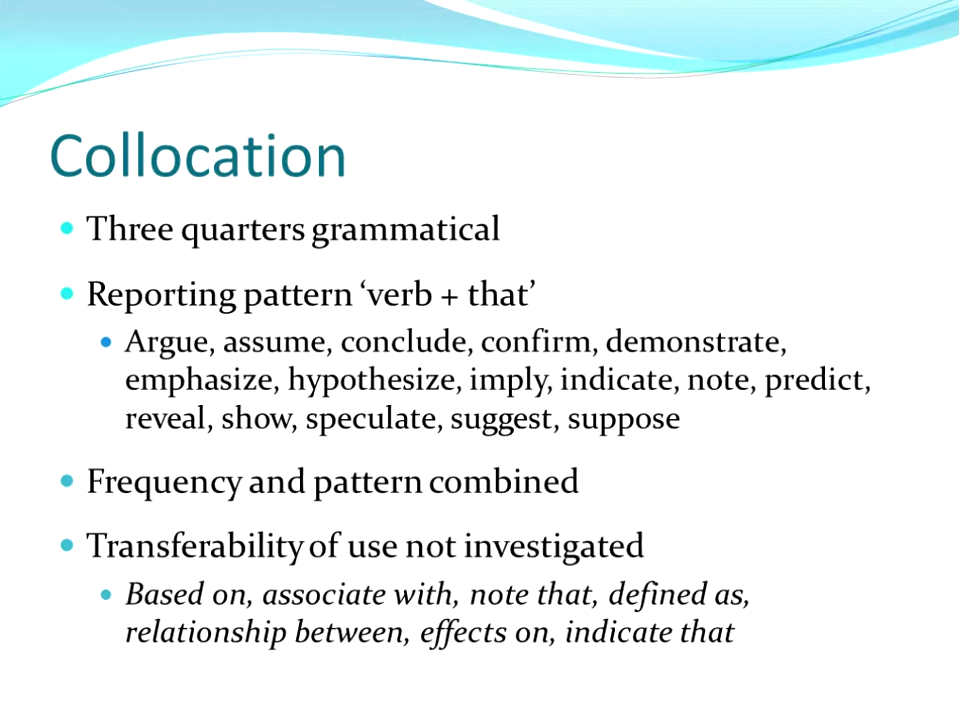 Collocation
Three quarters grammatical
Reporting pattern ‘verb + that’
Argue, assume, conclude, confirm, demonstrate,
emphasize, hypothesize, imply, indicate, note, predict,
reveal, show, speculate, suggest, suppose
Frequency and pattern combined
Transferability of use not investigated
Based on, associate with, note that, defined as,
relationship between, effects on, indicate that